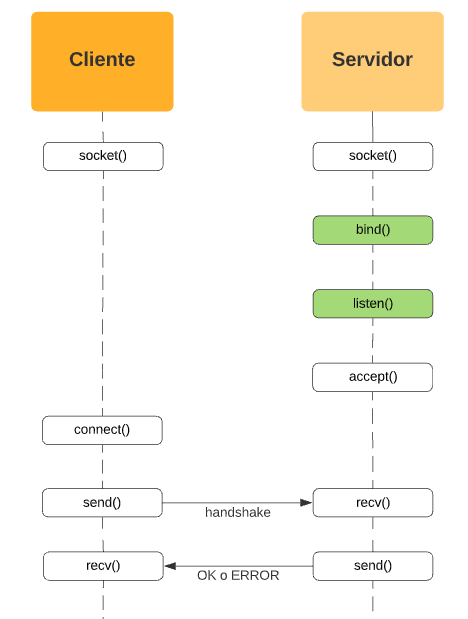 Cliente
Servidor
socket()
socket()
bind()
listen()
accept()
connect()
send()
handshake
recv()
recv()
OK o ERROR
send()